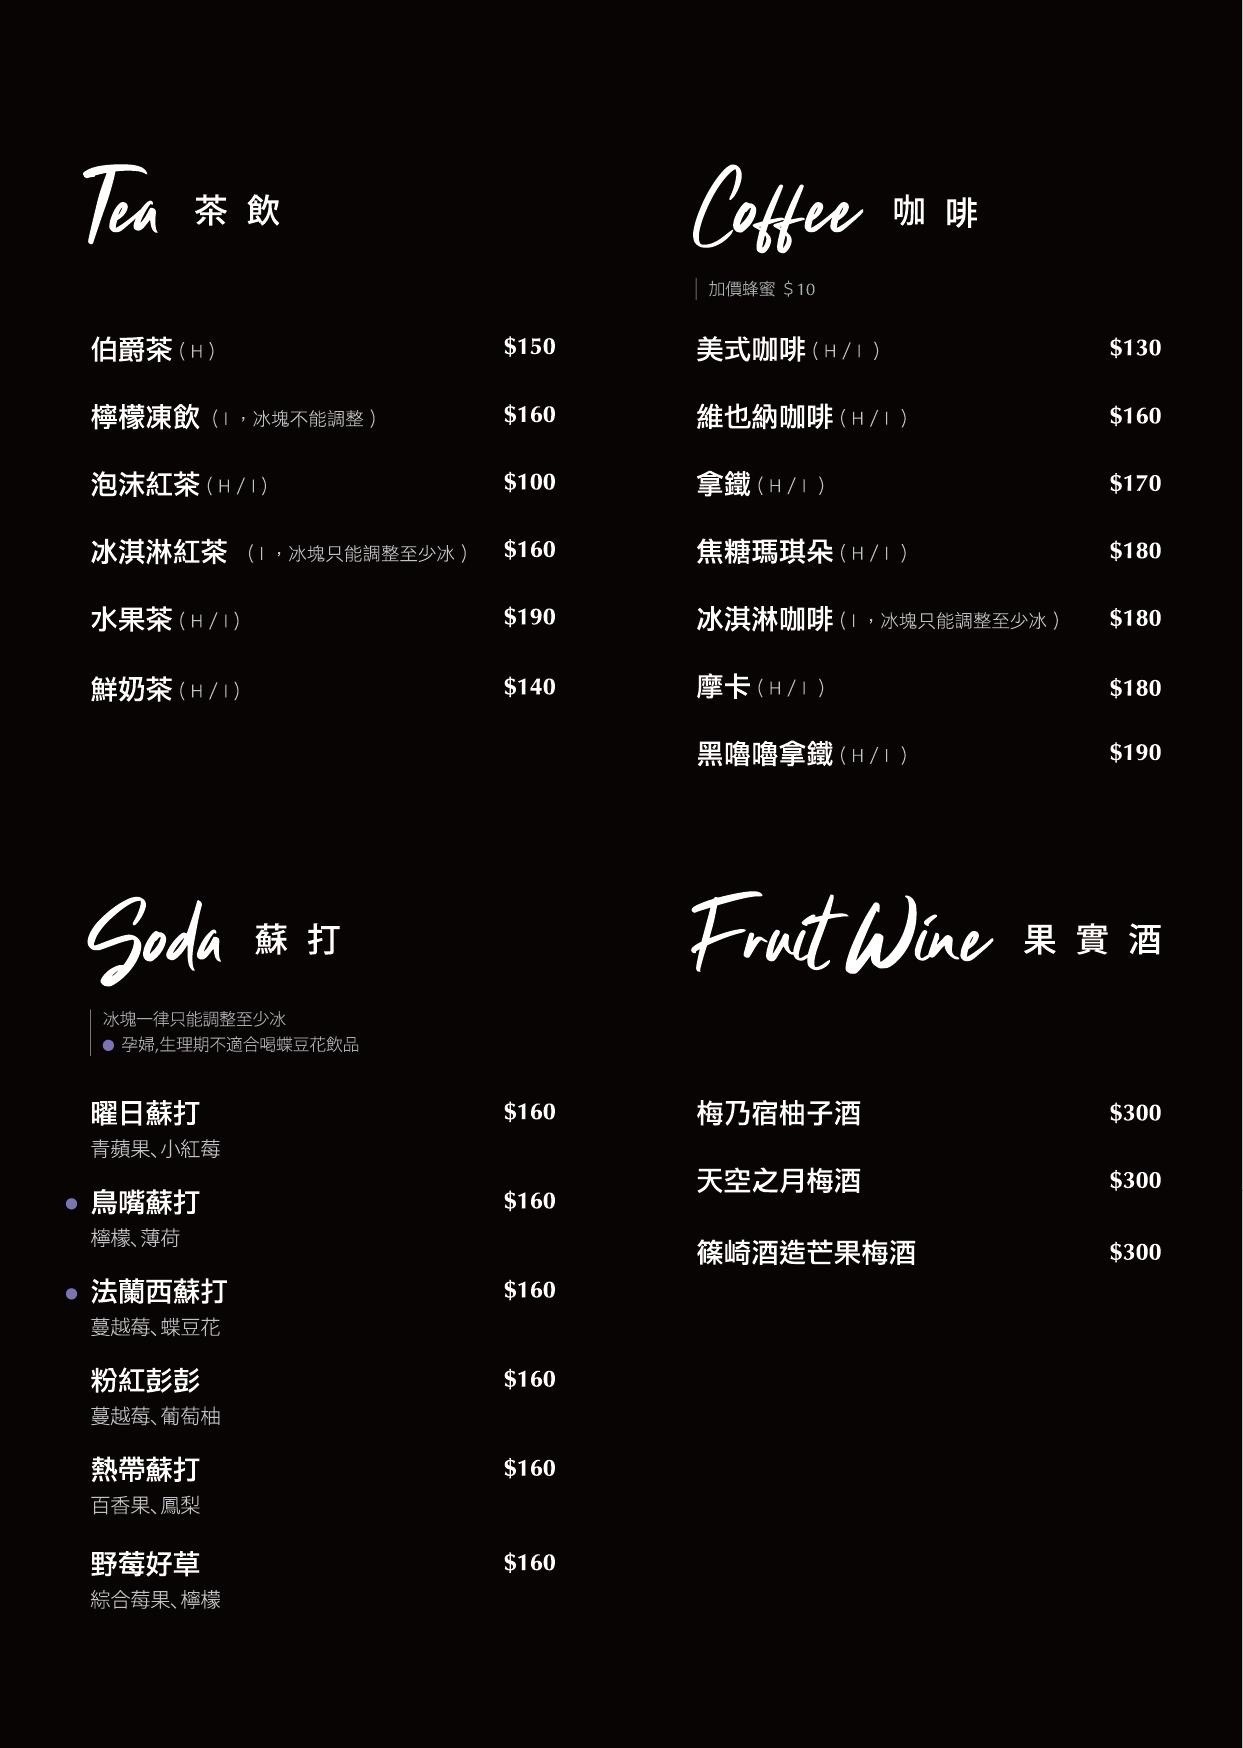 Tea 茶飲
伯爵茶(H) $150
檸檬凍飲 (I，冰塊不能調整) $160
泡沫紅茶(H/I) $100
冰淇淋紅茶 (I，冰塊只能調整至少冰) $160
水果茶(H/I) $190
鮮奶茶(H/I) $140
Coffee 咖啡
加價蜂蜜 $10
美式咖啡(H/I) $130
維也納咖啡(H/I) $160
拿鐵(H/I) $170
焦糖瑪琪朵(H/I) $180
冰淇淋咖啡(I，冰塊只能調整至少冰) $180
摩卡(H/I) $180
黑嚕嚕拿鐵(H/I) $190
Soda 蘇打
冰塊一律只能調整至少冰
● 孕婦,生理期不適合喝蝶豆花飲品
曜日蘇打 $160
青蘋果、小紅莓
● 鳥嘴蘇打 $160
檸檬、薄荷
● 法蘭西蘇打 $160
蔓越莓、蝶豆花
粉紅彭彭 $160
蔓越莓、葡萄柚
熱帶蘇打 $160
百香果、鳳梨
野莓好草 $160
綜合莓果、檸檬
Fruit Wine 果實酒
梅乃宿柚子酒 $300
天空之月梅酒 $300
篠崎酒造芒果梅酒 $300